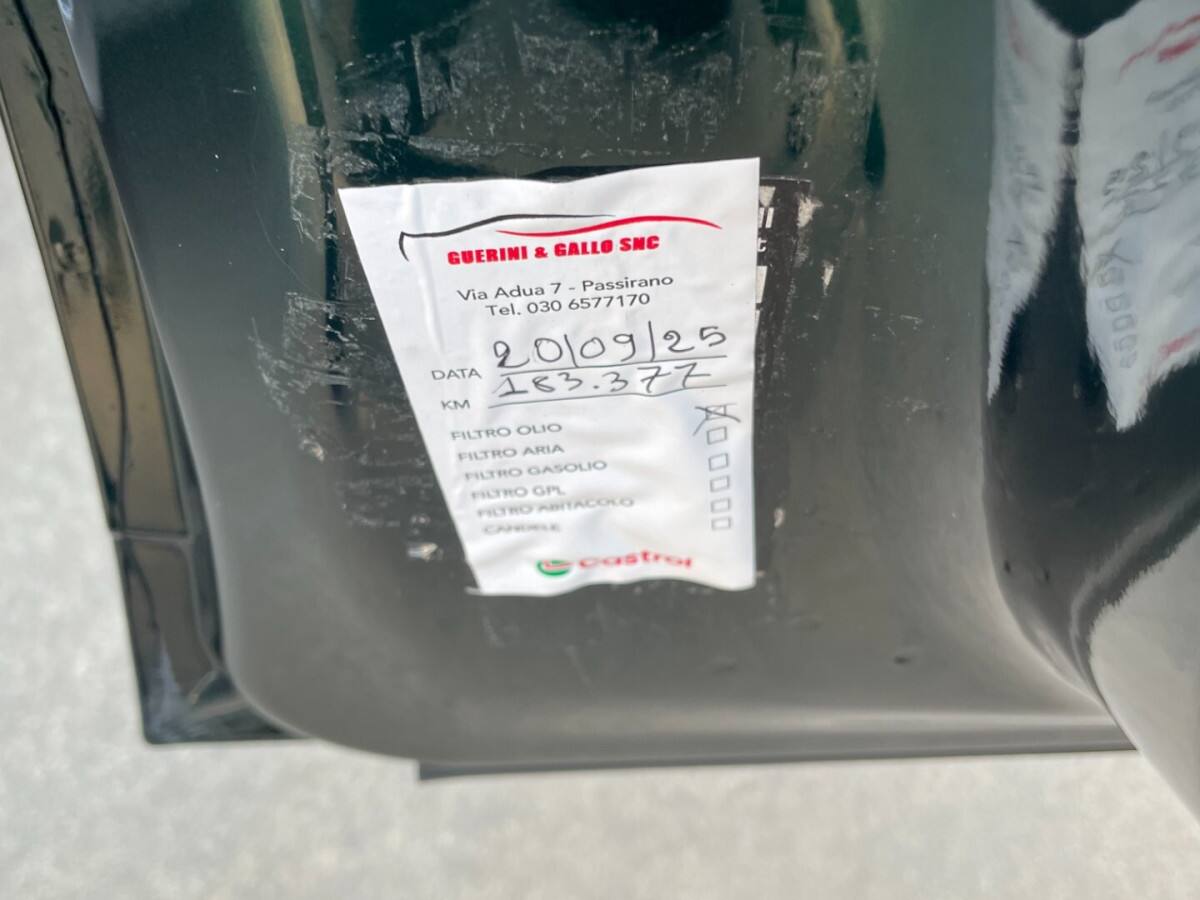 GUERINI & GALLO SNC
Via Adua 7 - Passirano
Tel. 030 6577170
DATA 20/09/25
KM 183.377
FILTRO OLIO
FILTRO ARIA
FILTRO GASOLIO
FILTRO GPL
FILTRO ABITACOLO
CANDELE
Castrol